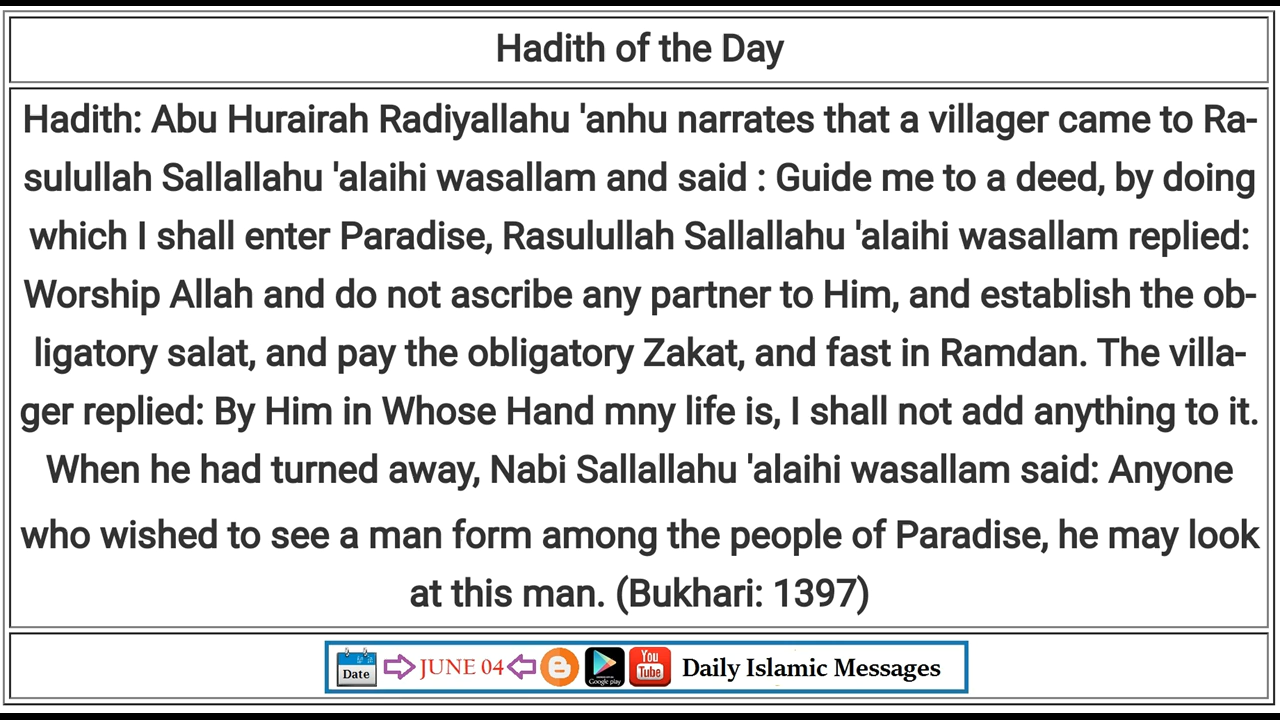 Hadith of the Day
Hadith: Abu Hurairah Radiyallahu 'anhu narrates that a villager came to Ra-
sulullah Sallallahu 'alaihi wasallam and said : Guide me to a deed, by doing
which I shall enter Paradise, Rasulullah Sallallahu 'alaihi wasallam replied:
Worship Allah and do not ascribe any partner to Him, and establish the ob-
ligatory salat, and pay the obligatory Zakat, and fast in Ramdan. The villa-
ger replied: By Him in Whose Hand mny life is, I shall not add anything to it.
When he had turned away, Nabi Sallallahu 'alaihi wasallam said: Anyone
who wished to see a man form among the people of Paradise, he may look
at this man. (Bukhari: 1397)
Date JUNE 04 Google play You Tube Daily Islamic Messages